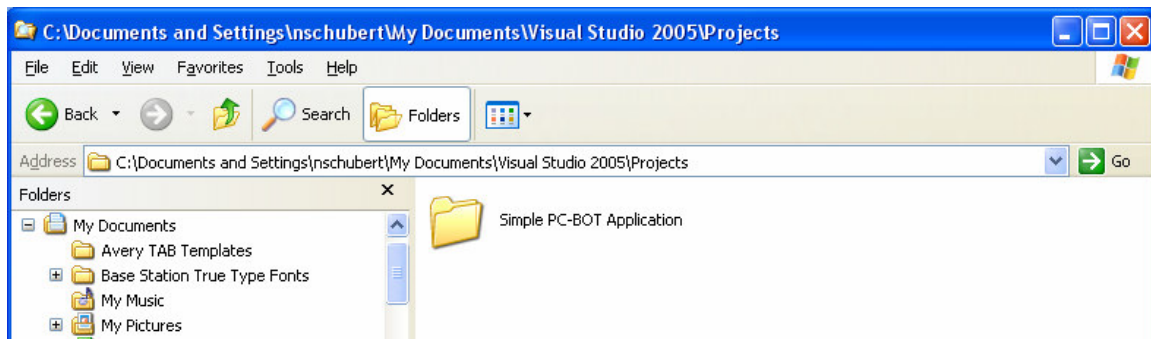 C:\Documents and Settings\nschubert\My Documents\Visual Studio 2005\Projects
File Edit View Favorites Tools Help
Back Search Folders
Address C:\Documents and Settings\nschubert\My Documents\Visual Studio 2005\Projects Go
Folders
My Documents
Avery TAB Templates
Base Station True Type Fonts
My Music
My Pictures
Simple PC-BOT Application